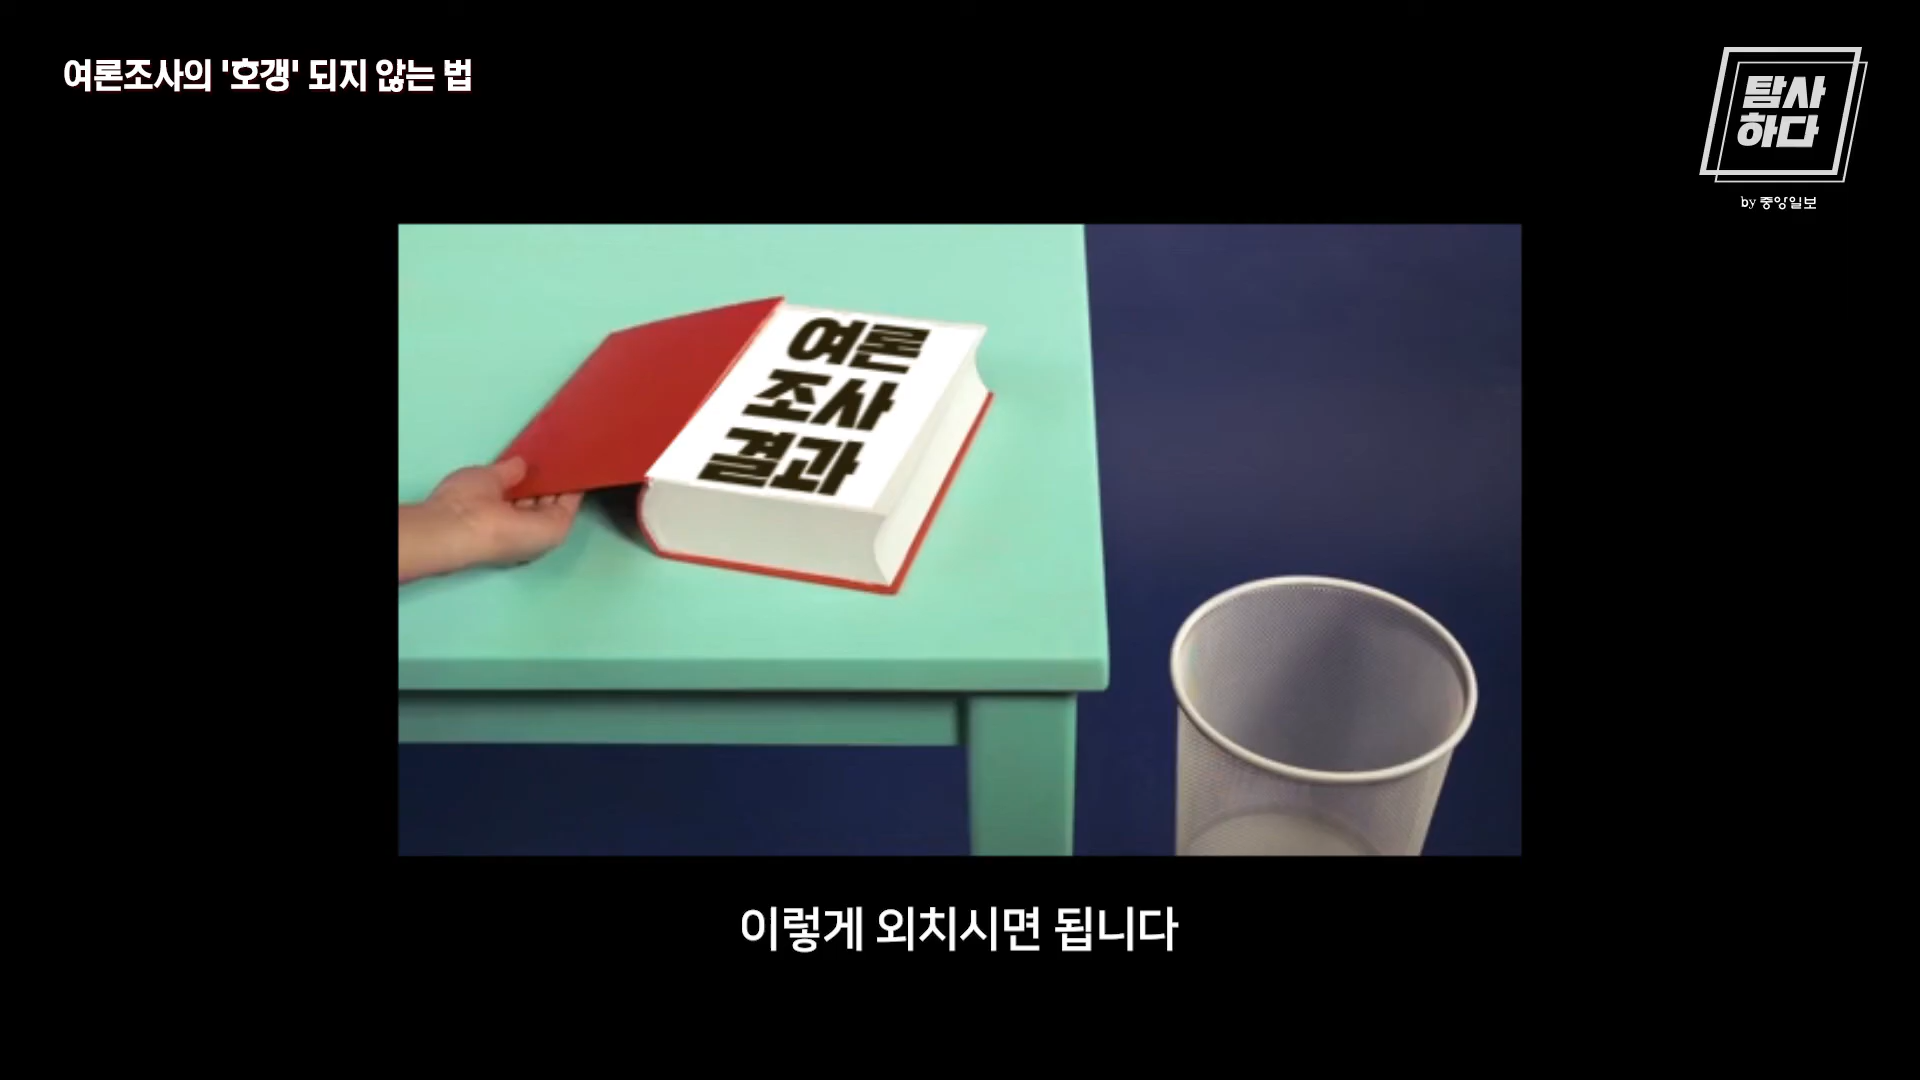 여론조사의 '호갱' 되지 않는 법
탐사
하다
by 중앙일보
여론
조사
결과
이렇게 외치시면 됩니다